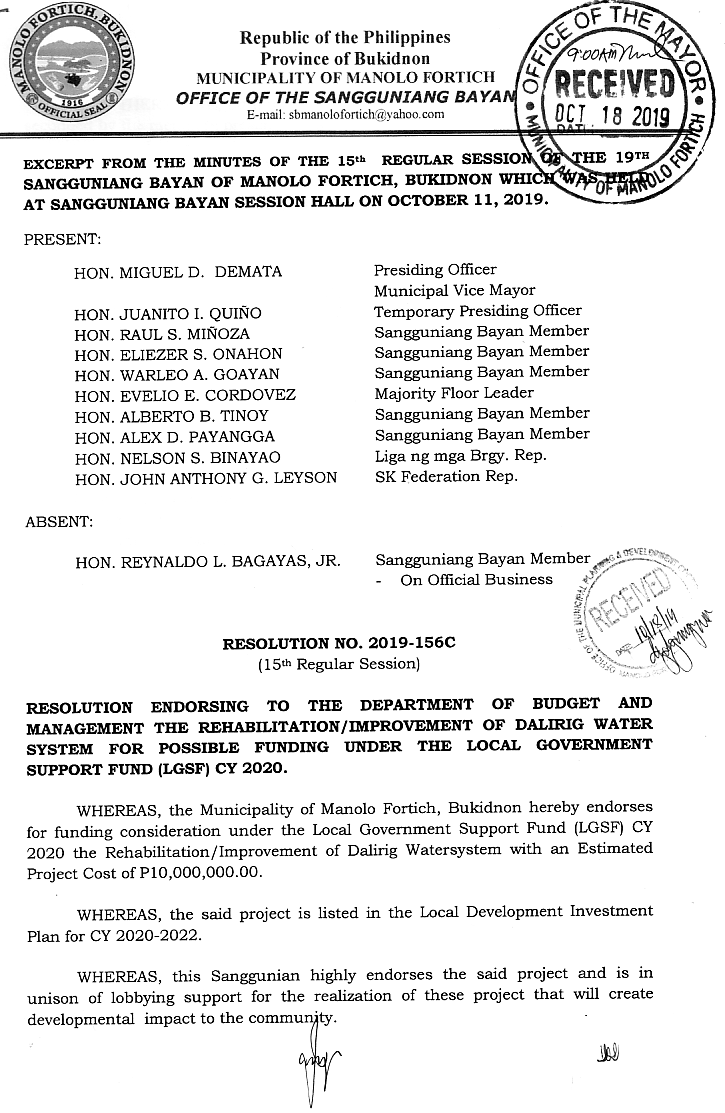 MANOLO FORTICH, BUKIDNON
1916
OFFICIAL SEAL
Republic of the Philippines
Province of Bukidnon
MUNICIPALITY OF MANOLO FORTICH
OFFICE OF THE SANGGUNIANG BAYAN
E-mail: sbmanolofortich@yahoo.com
OFFICE OF THE MAYOR
9:00AM
RECEIVED
OCT 18 2019
DATE:
MUNICIPALITY OF MANOLO FORTICH
EXCERPT FROM THE MINUTES OF THE 15th REGULAR SESSION OF THE 19TH
SANGGUNIANG BAYAN OF MANOLO FORTICH, BUKIDNON WHICH WAS HELD
AT SANGGUNIANG BAYAN SESSION HALL ON OCTOBER 11, 2019.
PRESENT:
HON. MIGUEL D. DEMATA Presiding Officer
Municipal Vice Mayor
HON. JUANITO I. QUIÑO Temporary Presiding Officer
HON. RAUL S. MIÑOZA Sangguniang Bayan Member
HON. ELIEZER S. ONAHON Sangguniang Bayan Member
HON. WARLEO A. GOAYAN Sangguniang Bayan Member
HON. EVELIO E. CORDOVEZ Majority Floor Leader
HON. ALBERTO B. TINOY Sangguniang Bayan Member
HON. ALEX D. PAYANGGA Sangguniang Bayan Member
HON. NELSON S. BINAYAO Liga ng mga Brgy. Rep.
HON. JOHN ANTHONY G. LEYSON SK Federation Rep.
ABSENT:
HON. REYNALDO L. BAGAYAS, JR. Sangguniang Bayan Member
- On Official Business
OFFICE OF THE MUNICIPAL PLANNING & DEVELOPMENT
RECEIVED
RESOLUTION NO. 2019-156C
(15th Regular Session)
RESOLUTION ENDORSING TO THE DEPARTMENT OF BUDGET AND
MANAGEMENT THE REHABILITATION/IMPROVEMENT OF DALIRIG WATER
SYSTEM FOR POSSIBLE FUNDING UNDER THE LOCAL GOVERNMENT
SUPPORT FUND (LGSF) CY 2020.
WHEREAS, the Municipality of Manolo Fortich, Bukidnon hereby endorses
for funding consideration under the Local Government Support Fund (LGSF) CY
2020 the Rehabilitation/Improvement of Dalirig Watersystem with an Estimated
Project Cost of P10,000,000.00.
WHEREAS, the said project is listed in the Local Development Investment
Plan for CY 2020-2022.
WHEREAS, this Sanggunian highly endorses the said project and is in
unison of lobbying support for the realization of these project that will create
developmental impact to the community.